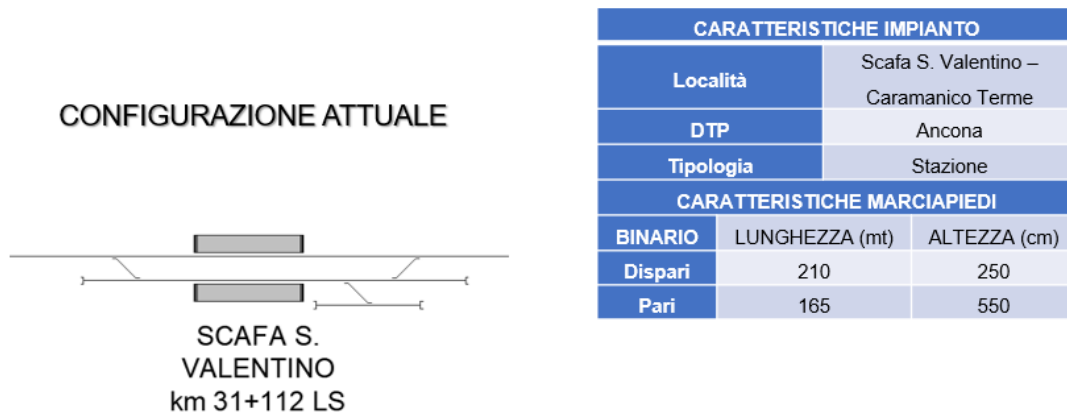 CONFIGURAZIONE ATTUALE
SCAFA S.
VALENTINO
km 31+112 LS
CARATTERISTICHE IMPIANTO
Località
Scafa S. Valentino –
Caramanico Terme
DTP
Ancona
Tipologia
Stazione
CARATTERISTICHE MARCIAPIEDI
BINARIO LUNGHEZZA (mt) ALTEZZA (cm)
Dispari 210 250
Pari 165 550